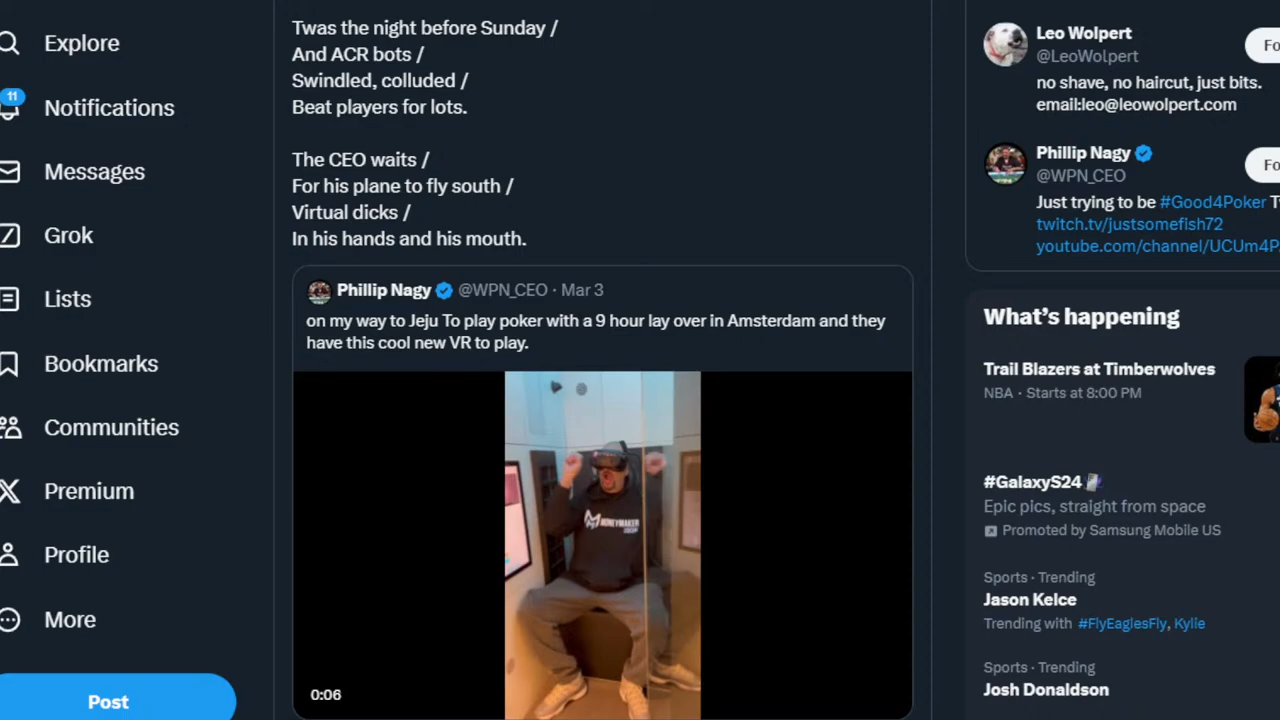 Explore
11
Notifications
Messages
Grok
Lists
Bookmarks
Communities
Premium
Profile
More
Post
Twas the night before Sunday /
And ACR bots /
Swindled, colluded /
Beat players for lots.
The CEO waits /
For his plane to fly south /
Virtual dicks /
In his hands and his mouth.
Phillip Nagy @WPN_CEO · Mar 3
on my way to Jeju To play poker with a 9 hour lay over in Amsterdam and they
have this cool new VR to play.
MONEYMAKER
0:06
Leo Wolpert
@LeoWolpert
Fo
no shave, no haircut, just bits.
email:leo@leowolpert.com
Phillip Nagy
@WPN_CEO
Fo
Just trying to be #Good4Poker T
twitch.tv/justsomefish72
youtube.com/channel/UCUm4P
What's happening
Trail Blazers at Timberwolves
NBA · Starts at 8:00 PM
#GalaxyS24
Epic pics, straight from space
Promoted by Samsung Mobile US
Sports · Trending
Jason Kelce
Trending with #FlyEaglesFly, Kylie
Sports · Trending
Josh Donaldson